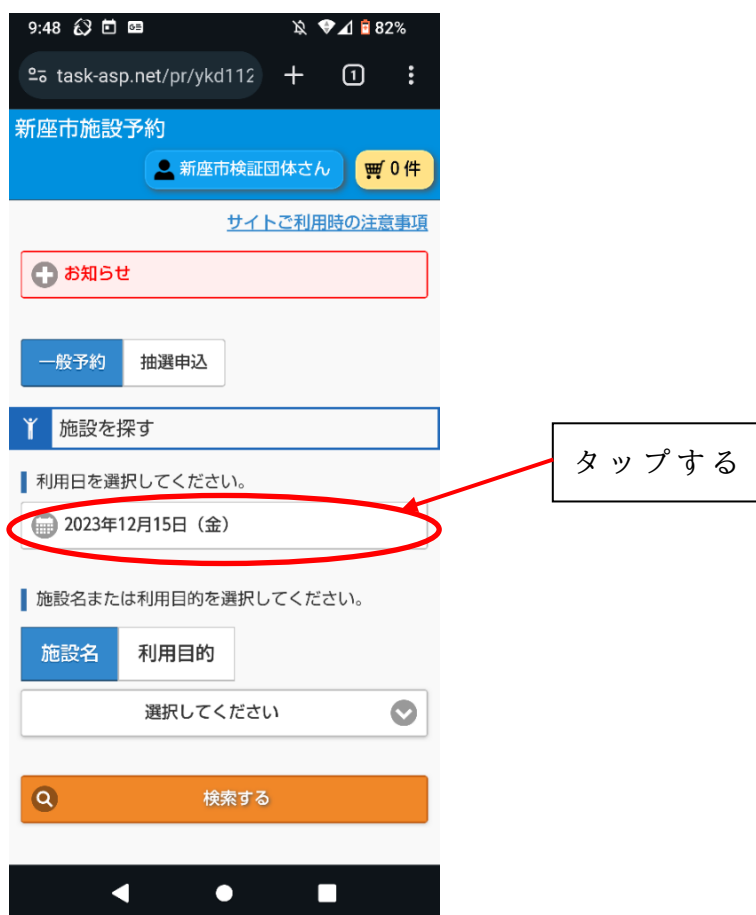 9:48 82%
task-asp.net/pr/ykd112 1
新座市施設予約
新座市検証団体さん 0件
サイトご利用時の注意事項
お知らせ
一般予約 抽選申込
施設を探す
タップする
利用日を選択してください。
2023年12月15日（金）
施設名または利用目的を選択してください。
施設名 利用目的
選択してください
検索する